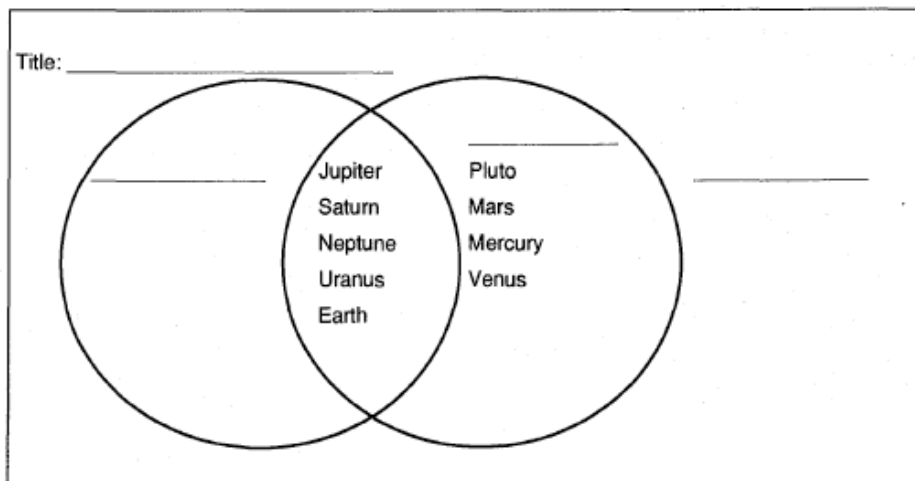 Title:
Jupiter
Saturn
Neptune
Uranus
Earth
Pluto
Mars
Mercury
Venus